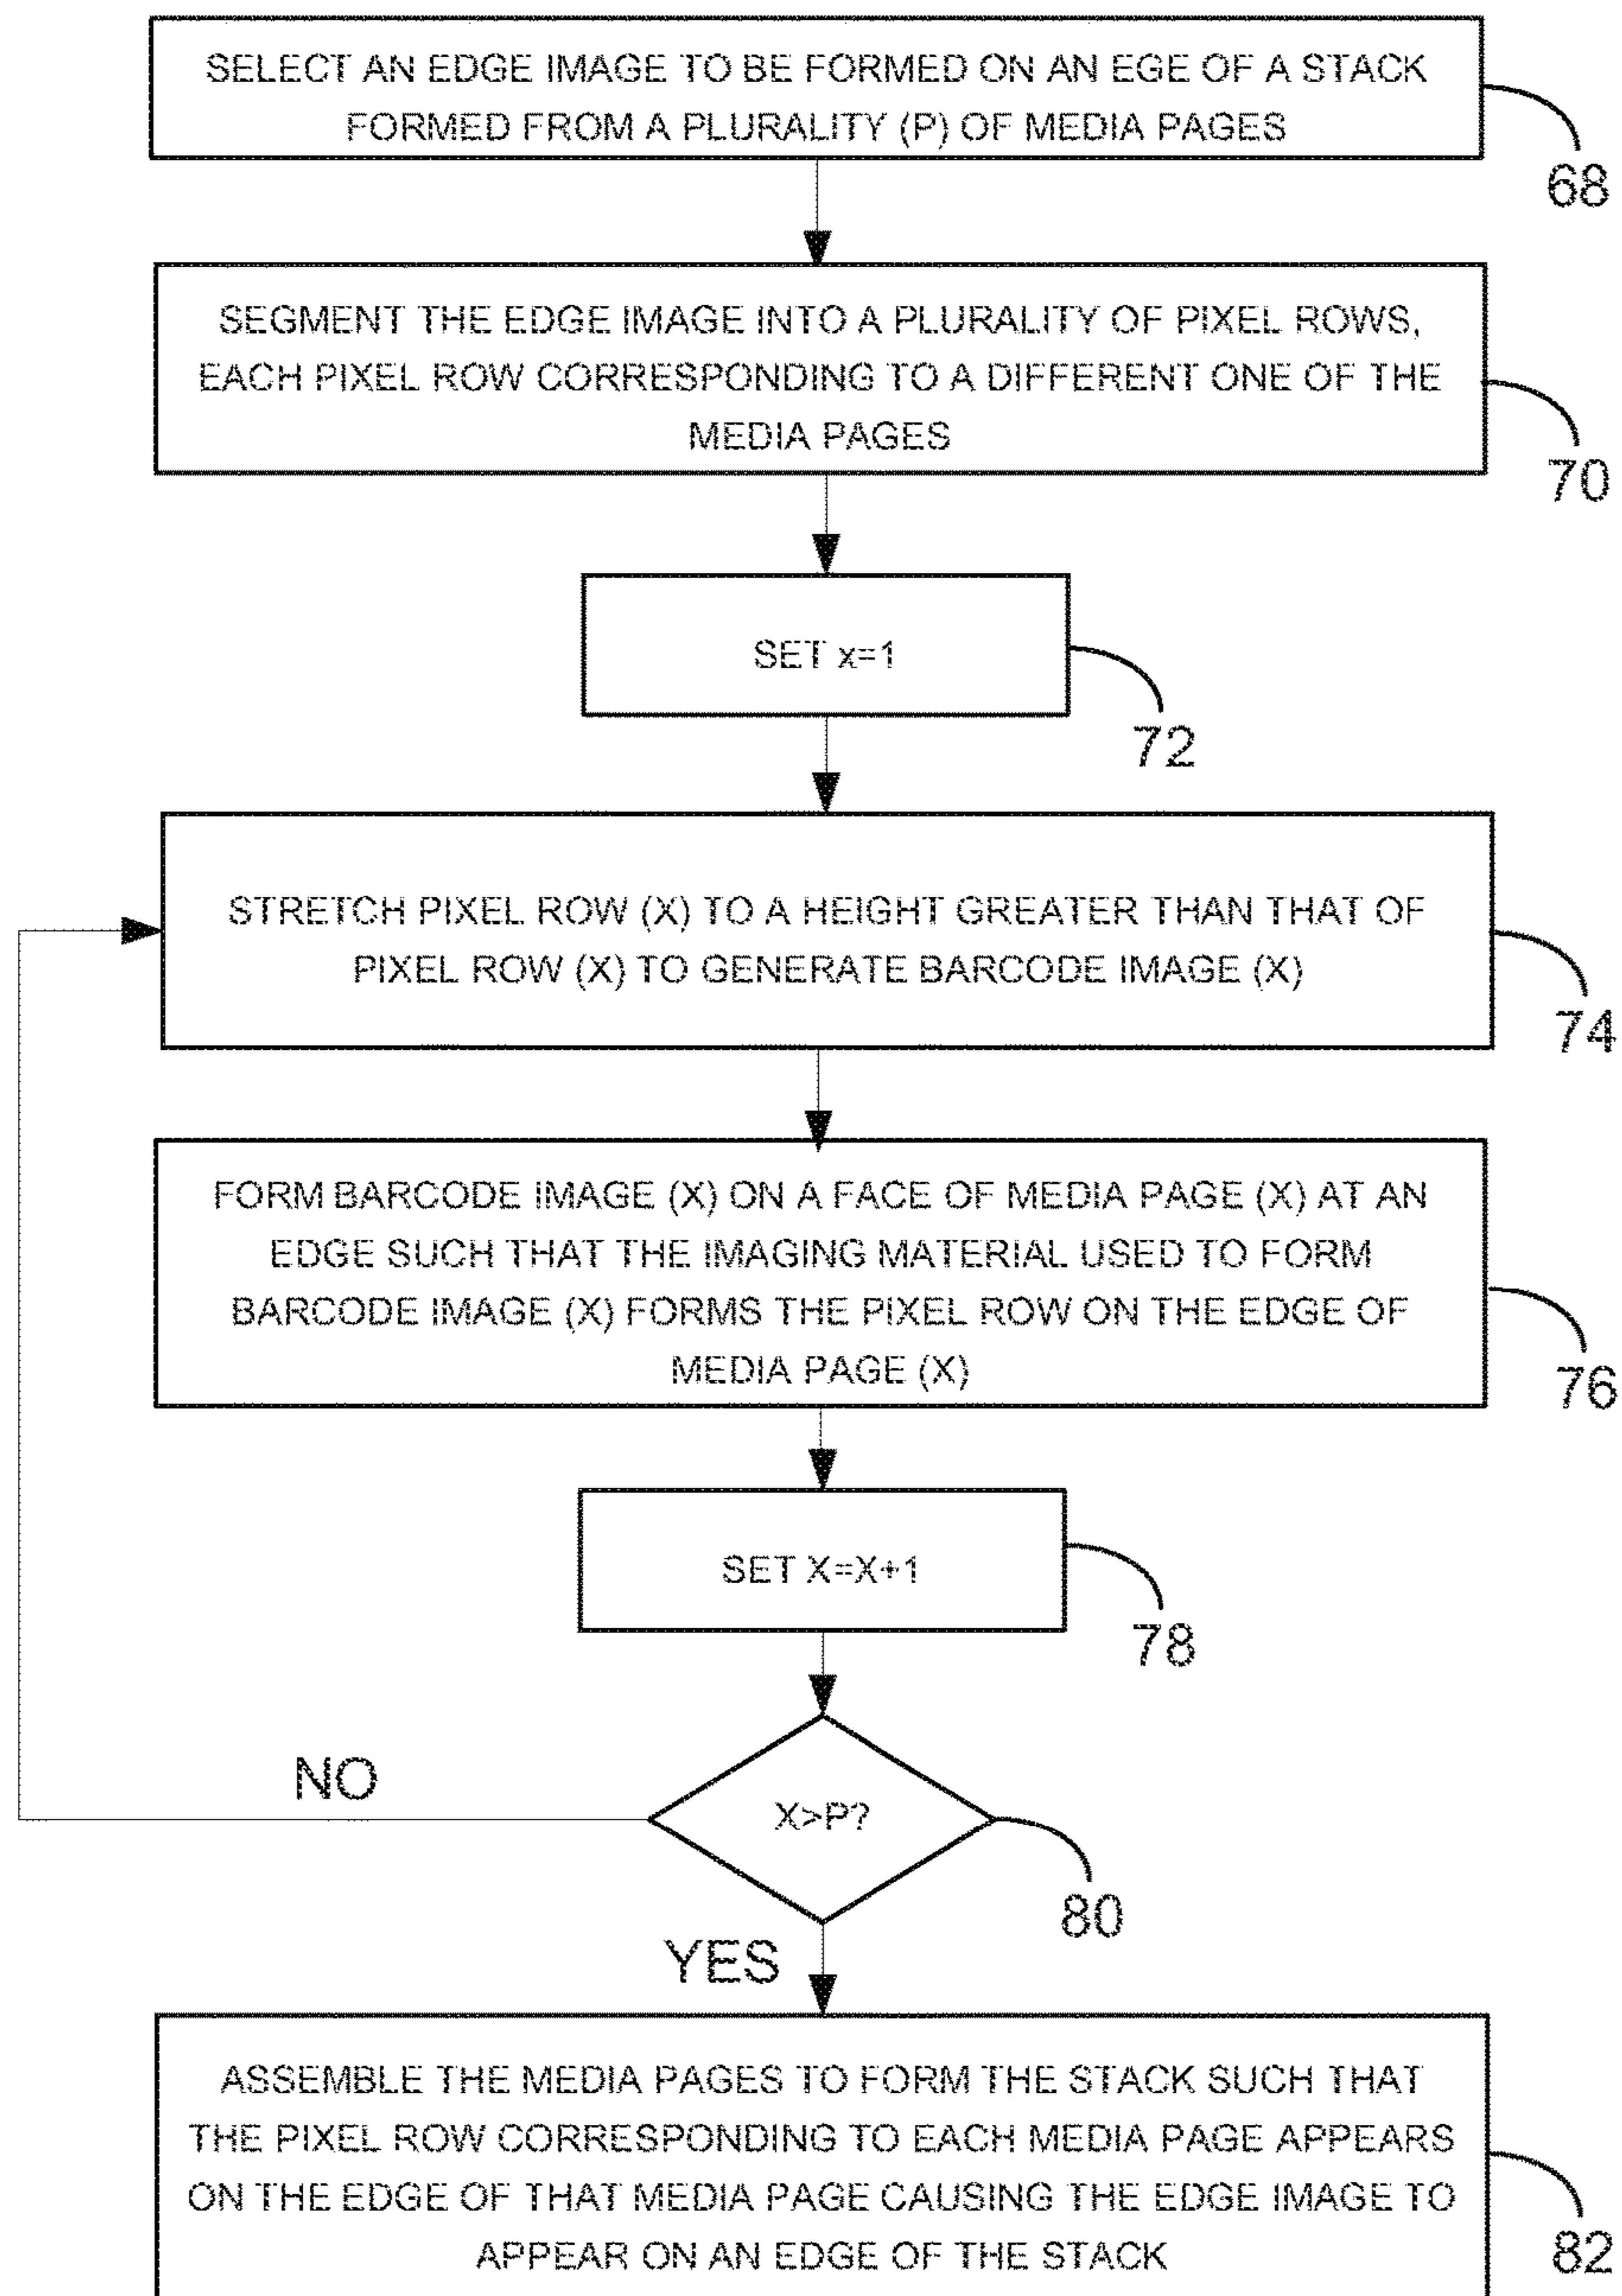 SELECT AN EDGE IMAGE TO BE FORMED ON AN EGE OF A STACK
FORMED FROM A PLURALITY (P) OF MEDIA PAGES
68
SEGMENT THE EDGE IMAGE INTO A PLURALITY OF PIXEL ROWS,
EACH PIXEL ROW CORRESPONDING TO A DIFFERENT ONE OF THE
MEDIA PAGES
70
SET x=1
72
STRETCH PIXEL ROW (X) TO A HEIGHT GREATER THAN THAT OF
PIXEL ROW (X) TO GENERATE BARCODE IMAGE (X)
74
FORM BARCODE IMAGE (X) ON A FACE OF MEDIA PAGE (X) AT AN
EDGE SUCH THAT THE IMAGING MATERIAL USED TO FORM
BARCODE IMAGE (X) FORMS THE PIXEL ROW ON THE EDGE OF
MEDIA PAGE (X)
76
SET X=X+1
78
NO
X>P?
80
YES
ASSEMBLE THE MEDIA PAGES TO FORM THE STACK SUCH THAT
THE PIXEL ROW CORRESPONDING TO EACH MEDIA PAGE APPEARS
ON THE EDGE OF THAT MEDIA PAGE CAUSING THE EDGE IMAGE TO
APPEAR ON AN EDGE OF THE STACK
82